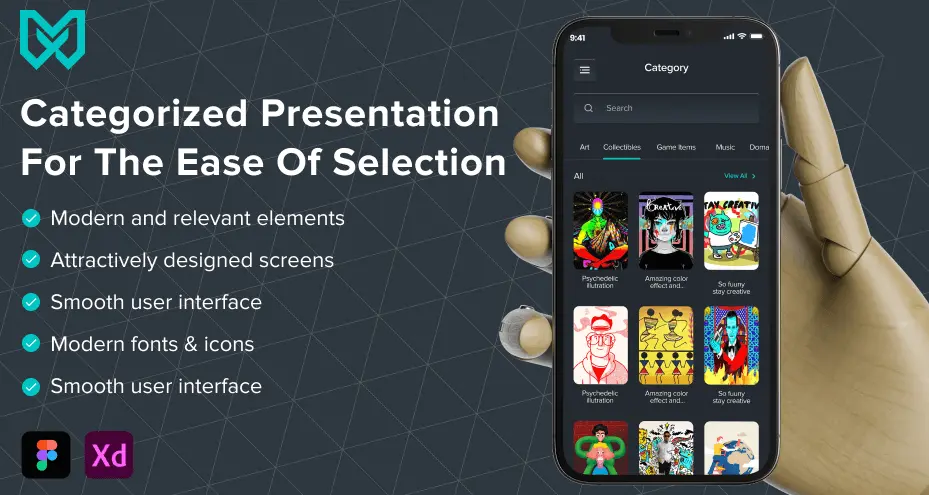 Categorized Presentation
For The Ease Of Selection
Modern and relevant elements
Attractively designed screens
Smooth user interface
Modern fonts & icons
Smooth user interface
Xd
9:41
Category
Search
Art Collectibles Game Items Music Doma
All View All
Creative
STAY CREATIVE
Psychedelic
illutration
Amazing color
effect and...
So fuuny
stay creative
Psychedelic
illutration
Amazing color
effect and...
So fuuny
stay creative